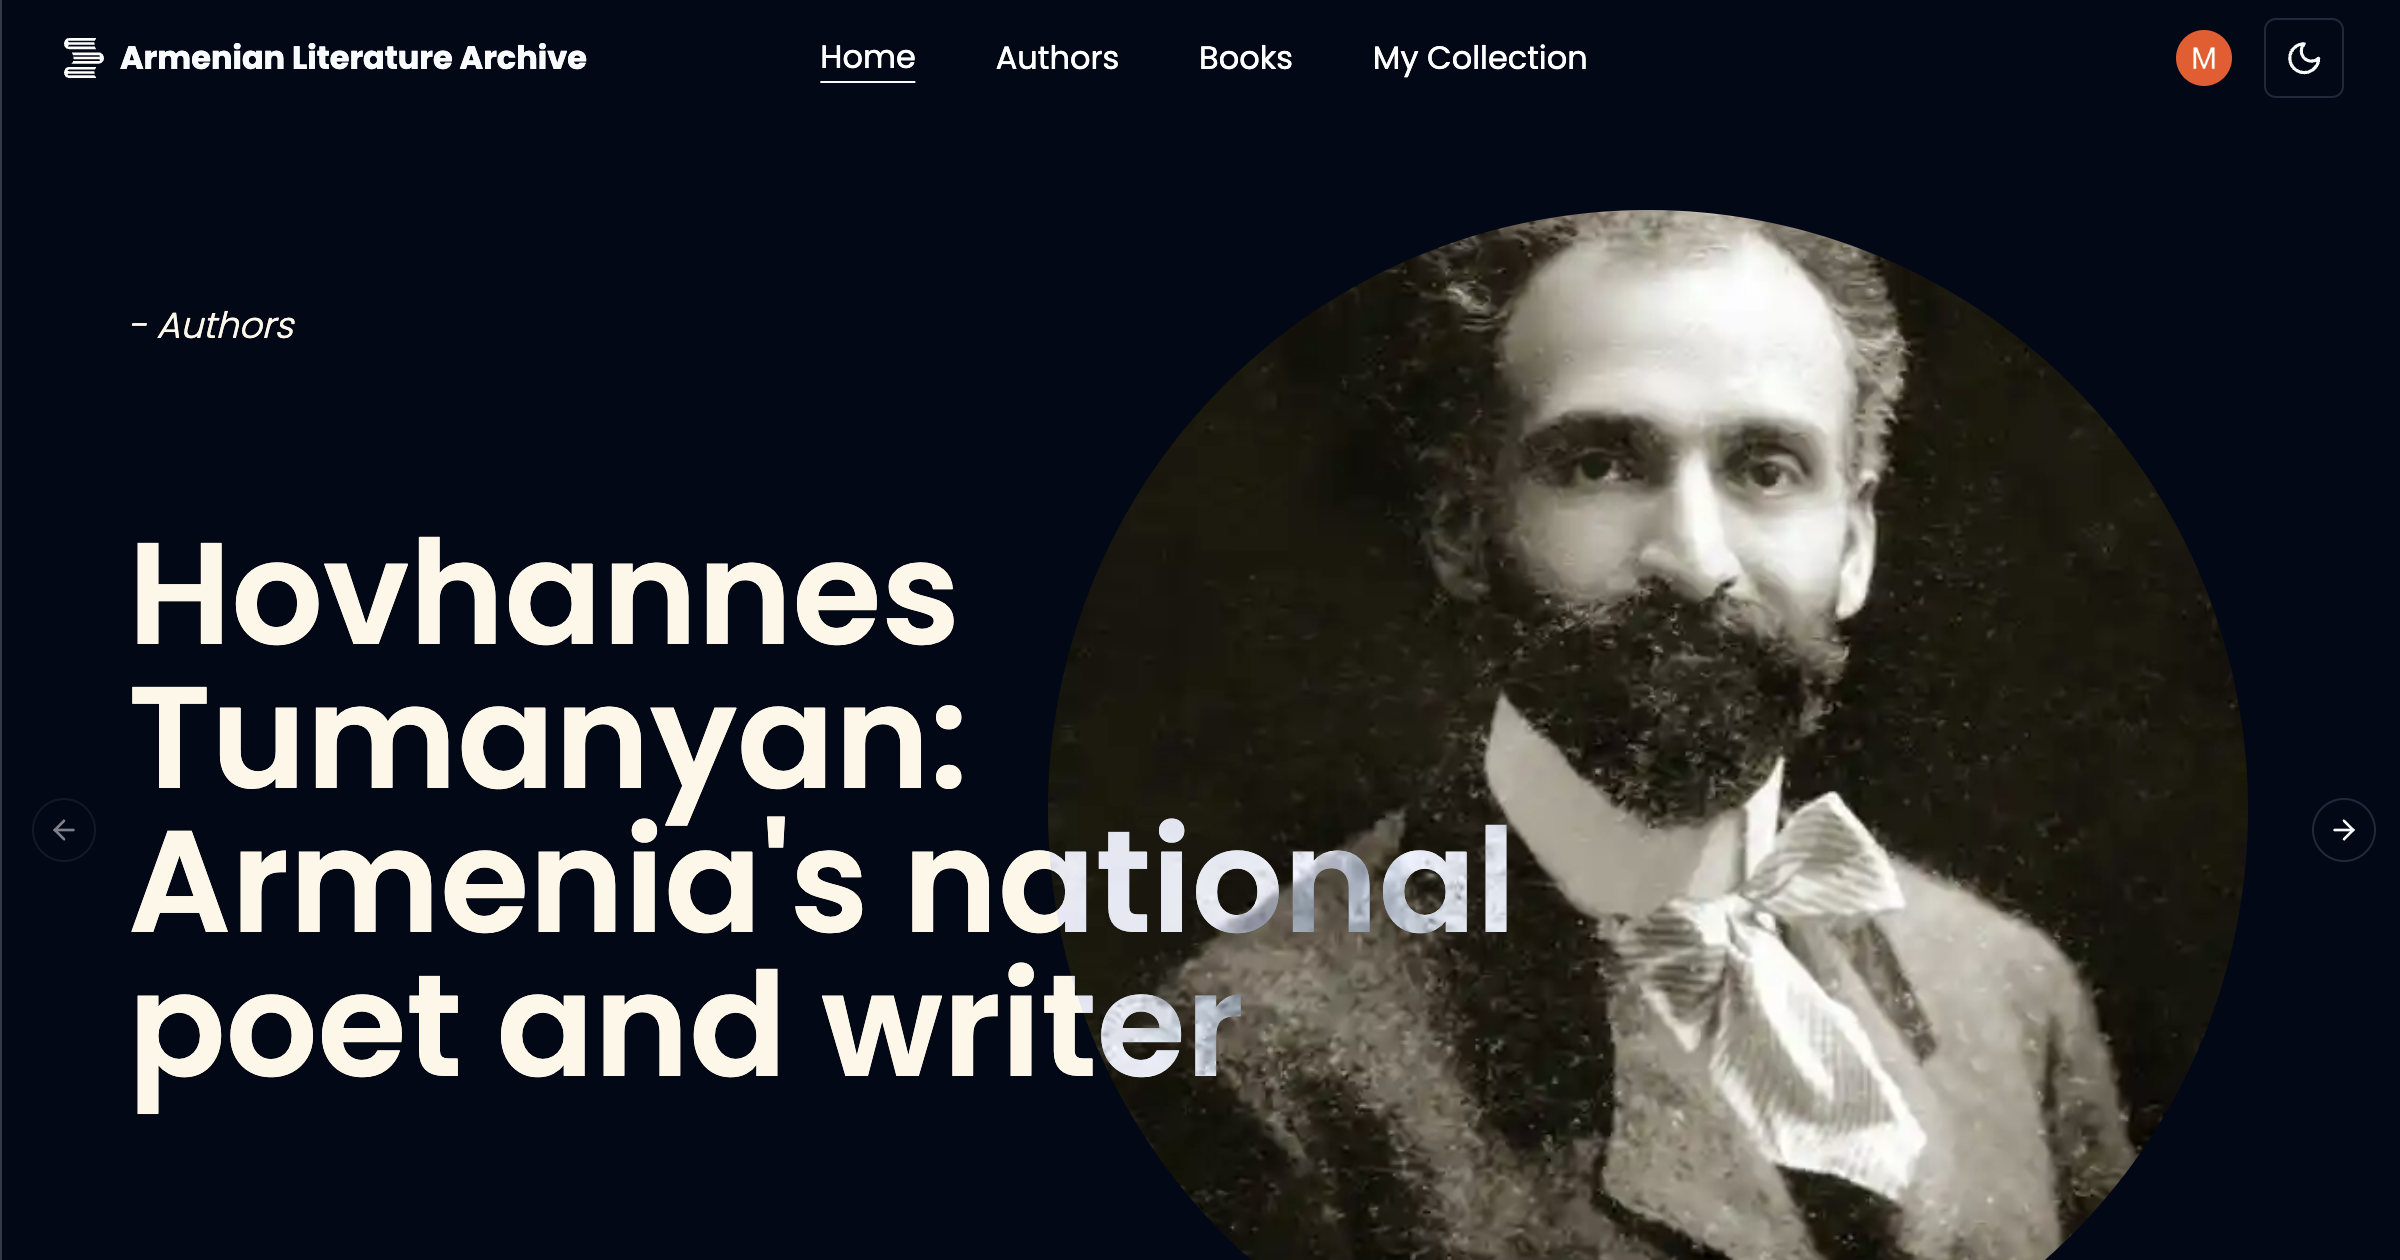 Armenian Literature Archive
Home
Authors
Books
My Collection
M
- Authors
Hovhannes
Tumanyan:
Armenia's national
poet and writer